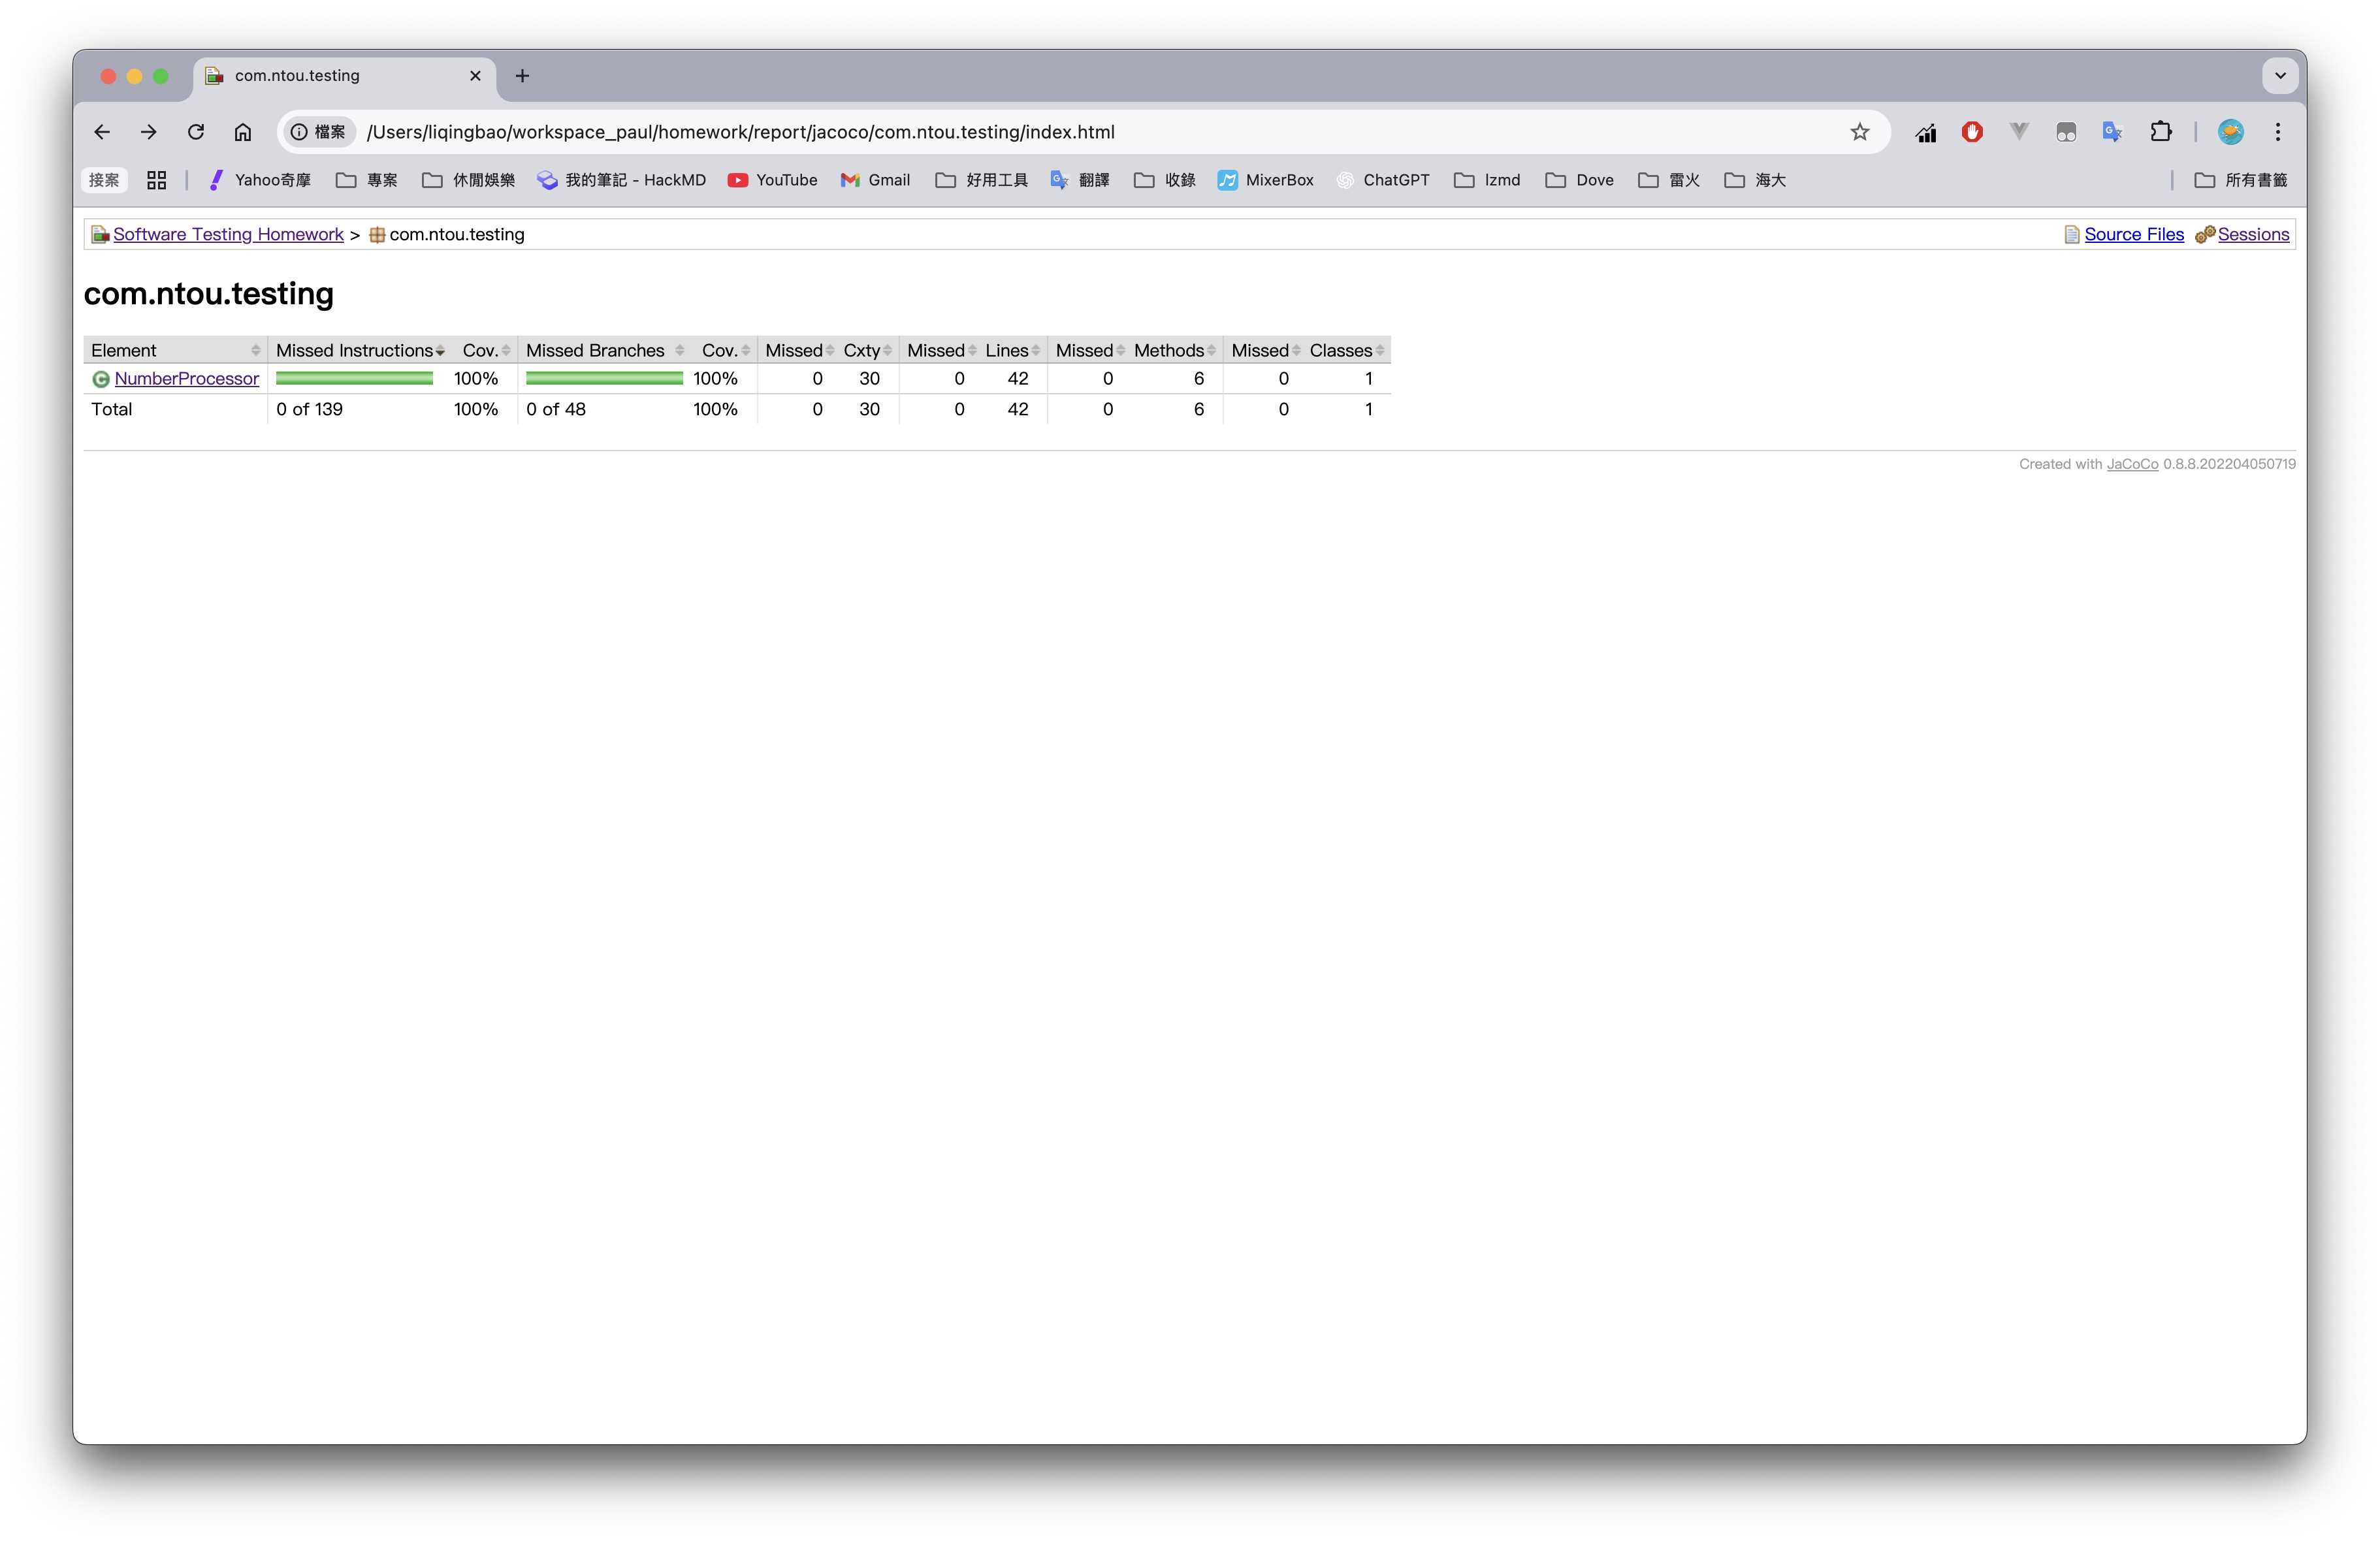 com.ntou.testing
檔案 /Users/liqingbao/workspace_paul/homework/report/jacoco/com.ntou.testing/index.html
接案 Yahoo奇摩 專案 休閒娛樂 我的筆記 - HackMD YouTube Gmail 好用工具 翻譯 收錄 MixerBox ChatGPT lzmd Dove 雷火 海大 所有書籤
Software Testing Homework > com.ntou.testing Source Files Sessions
com.ntou.testing
Element Missed Instructions Cov. Missed Branches Cov. Missed Cxty Missed Lines Missed Methods Missed Classes
NumberProcessor 100% 100% 0 30 0 42 0 6 0 1
Total 0 of 139 100% 0 of 48 100% 0 30 0 42 0 6 0 1
Created with JaCoCo 0.8.8.202204050719